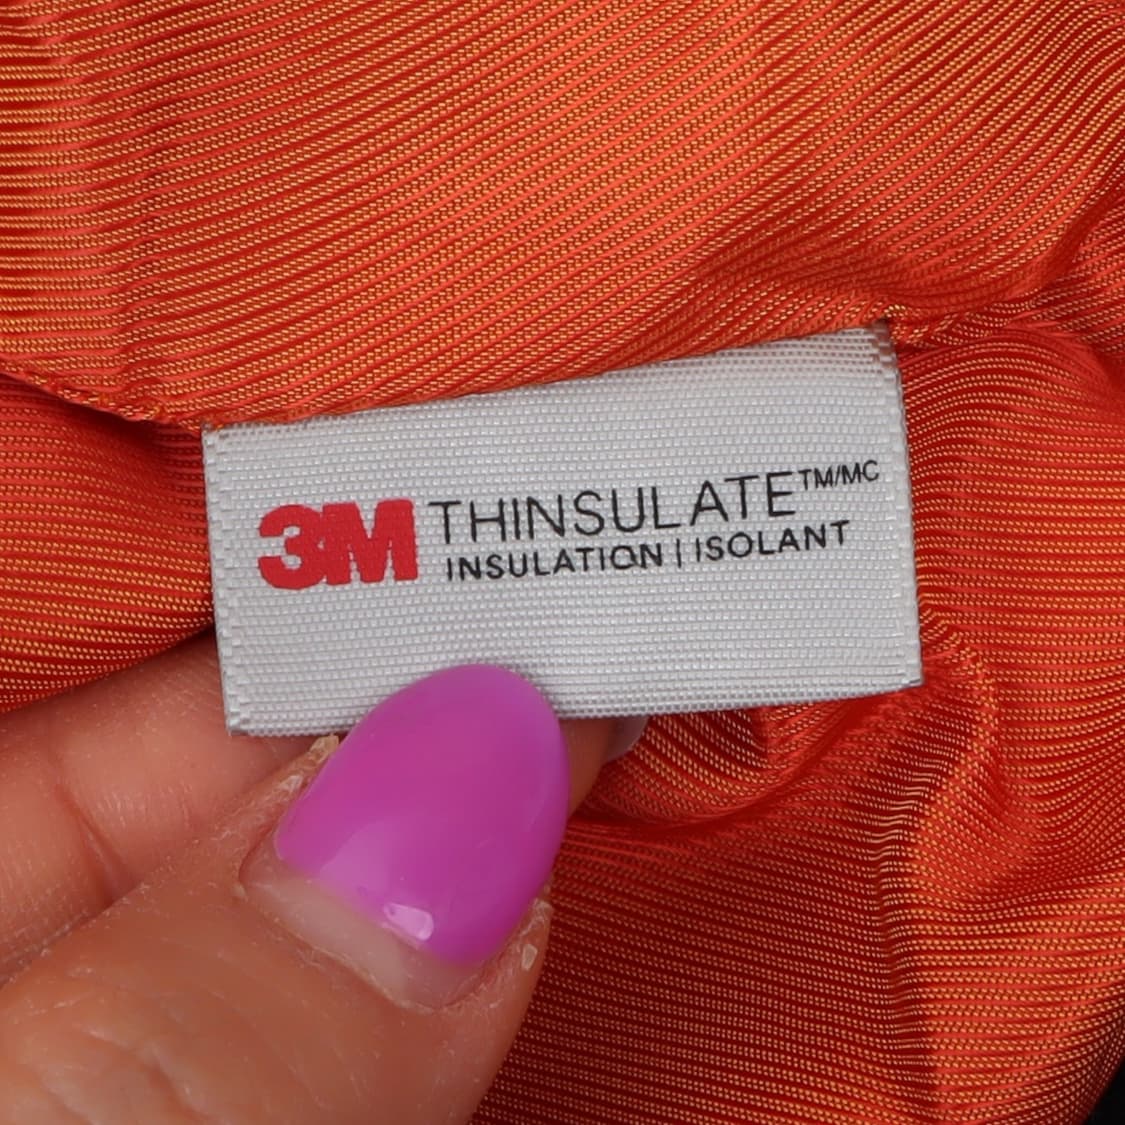 3M THINSULATE™/MC
INSULATION | ISOLANT